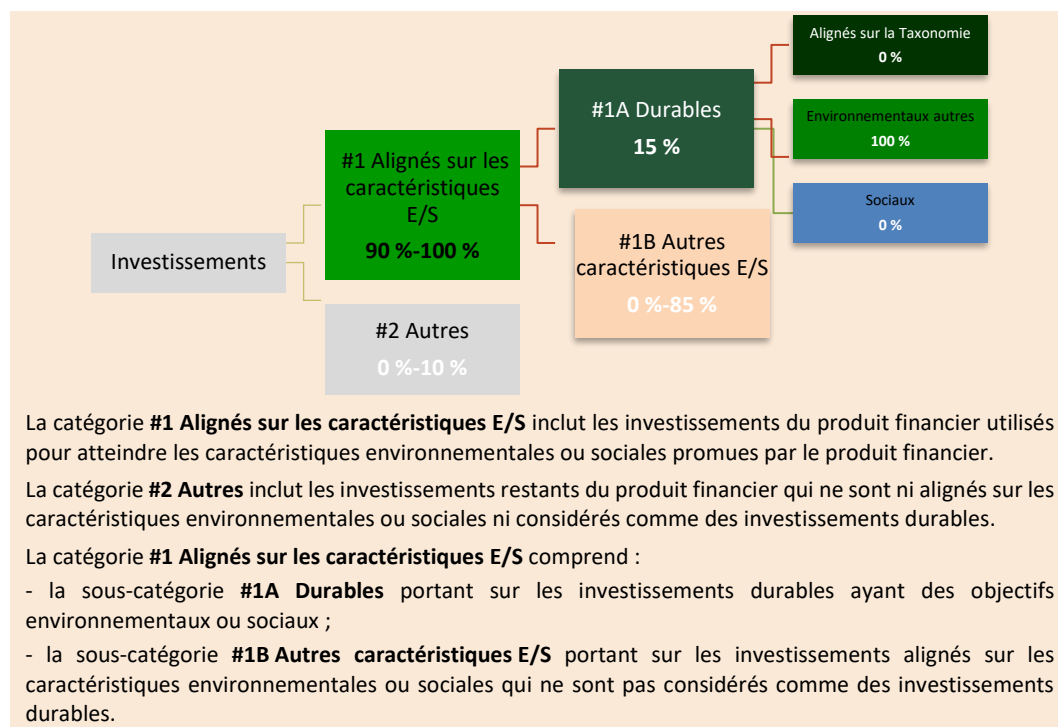 Investissements
#1 Alignés sur les
caractéristiques
E/S
90 %-100 %
#2 Autres
0 %-10 %
#1A Durables
15 %
#1B Autres
caractéristiques E/S
0 %-85 %
Alignés sur la Taxonomie
0 %
Environnementaux autres
100 %
Sociaux
0 %
La catégorie #1 Alignés sur les caractéristiques E/S inclut les investissements du produit financier utilisés
pour atteindre les caractéristiques environnementales ou sociales promues par le produit financier.
La catégorie #2 Autres inclut les investissements restants du produit financier qui ne sont ni alignés sur les
caractéristiques environnementales ou sociales ni considérés comme des investissements durables.
La catégorie #1 Alignés sur les caractéristiques E/S comprend :
- la sous-catégorie #1A Durables portant sur les investissements durables ayant des objectifs
environnementaux ou sociaux ;
- la sous-catégorie #1B Autres caractéristiques E/S portant sur les investissements alignés sur les
caractéristiques environnementales ou sociales qui ne sont pas considérés comme des investissements
durables.